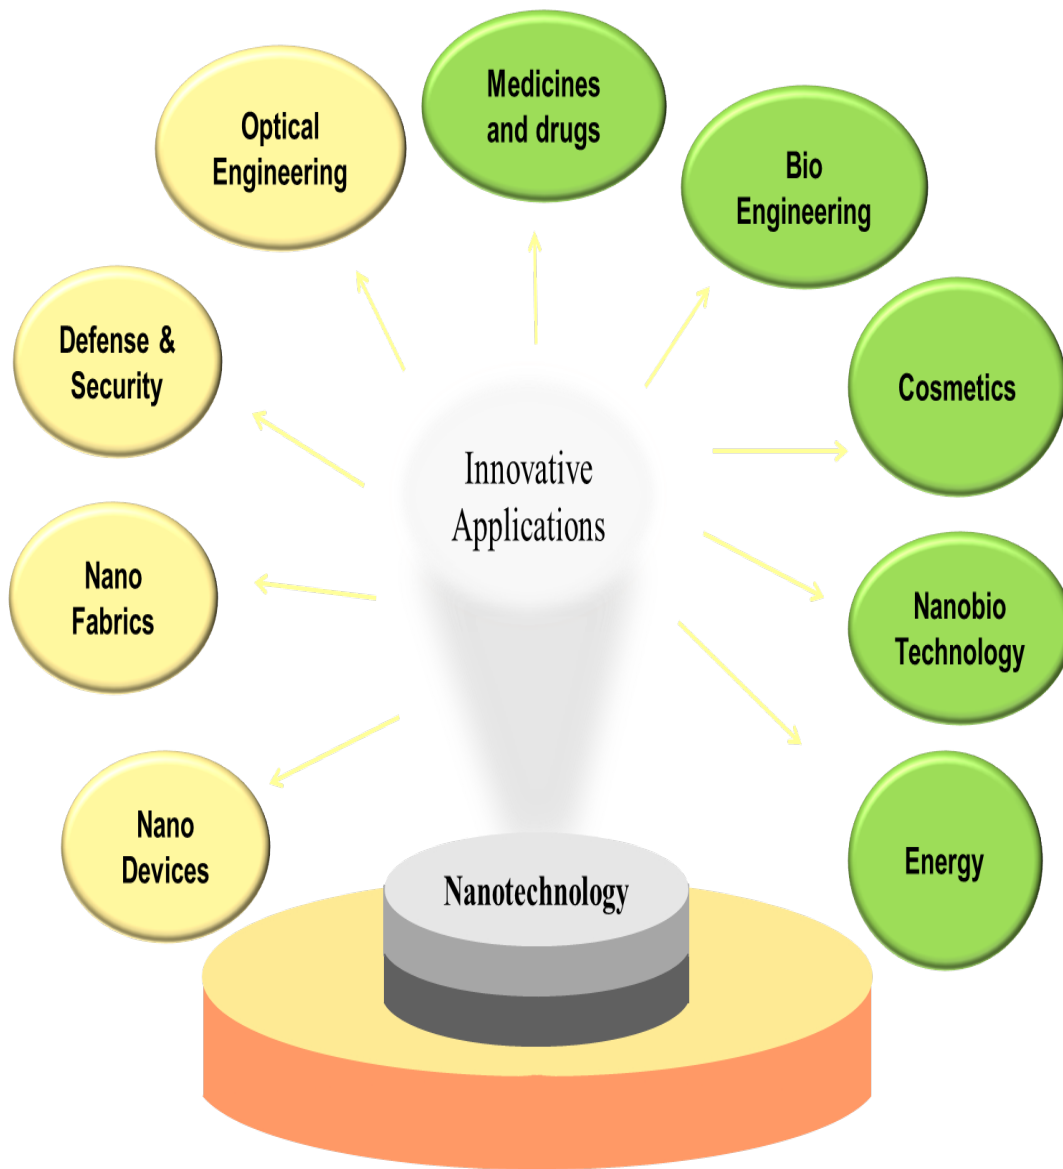 Medicines
and drugs
Optical
Engineering
Bio
Engineering
Defense &
Security
Cosmetics
Innovative
Applications
Nano
Fabrics
Nanobio
Technology
Nano
Devices
Energy
Nanotechnology